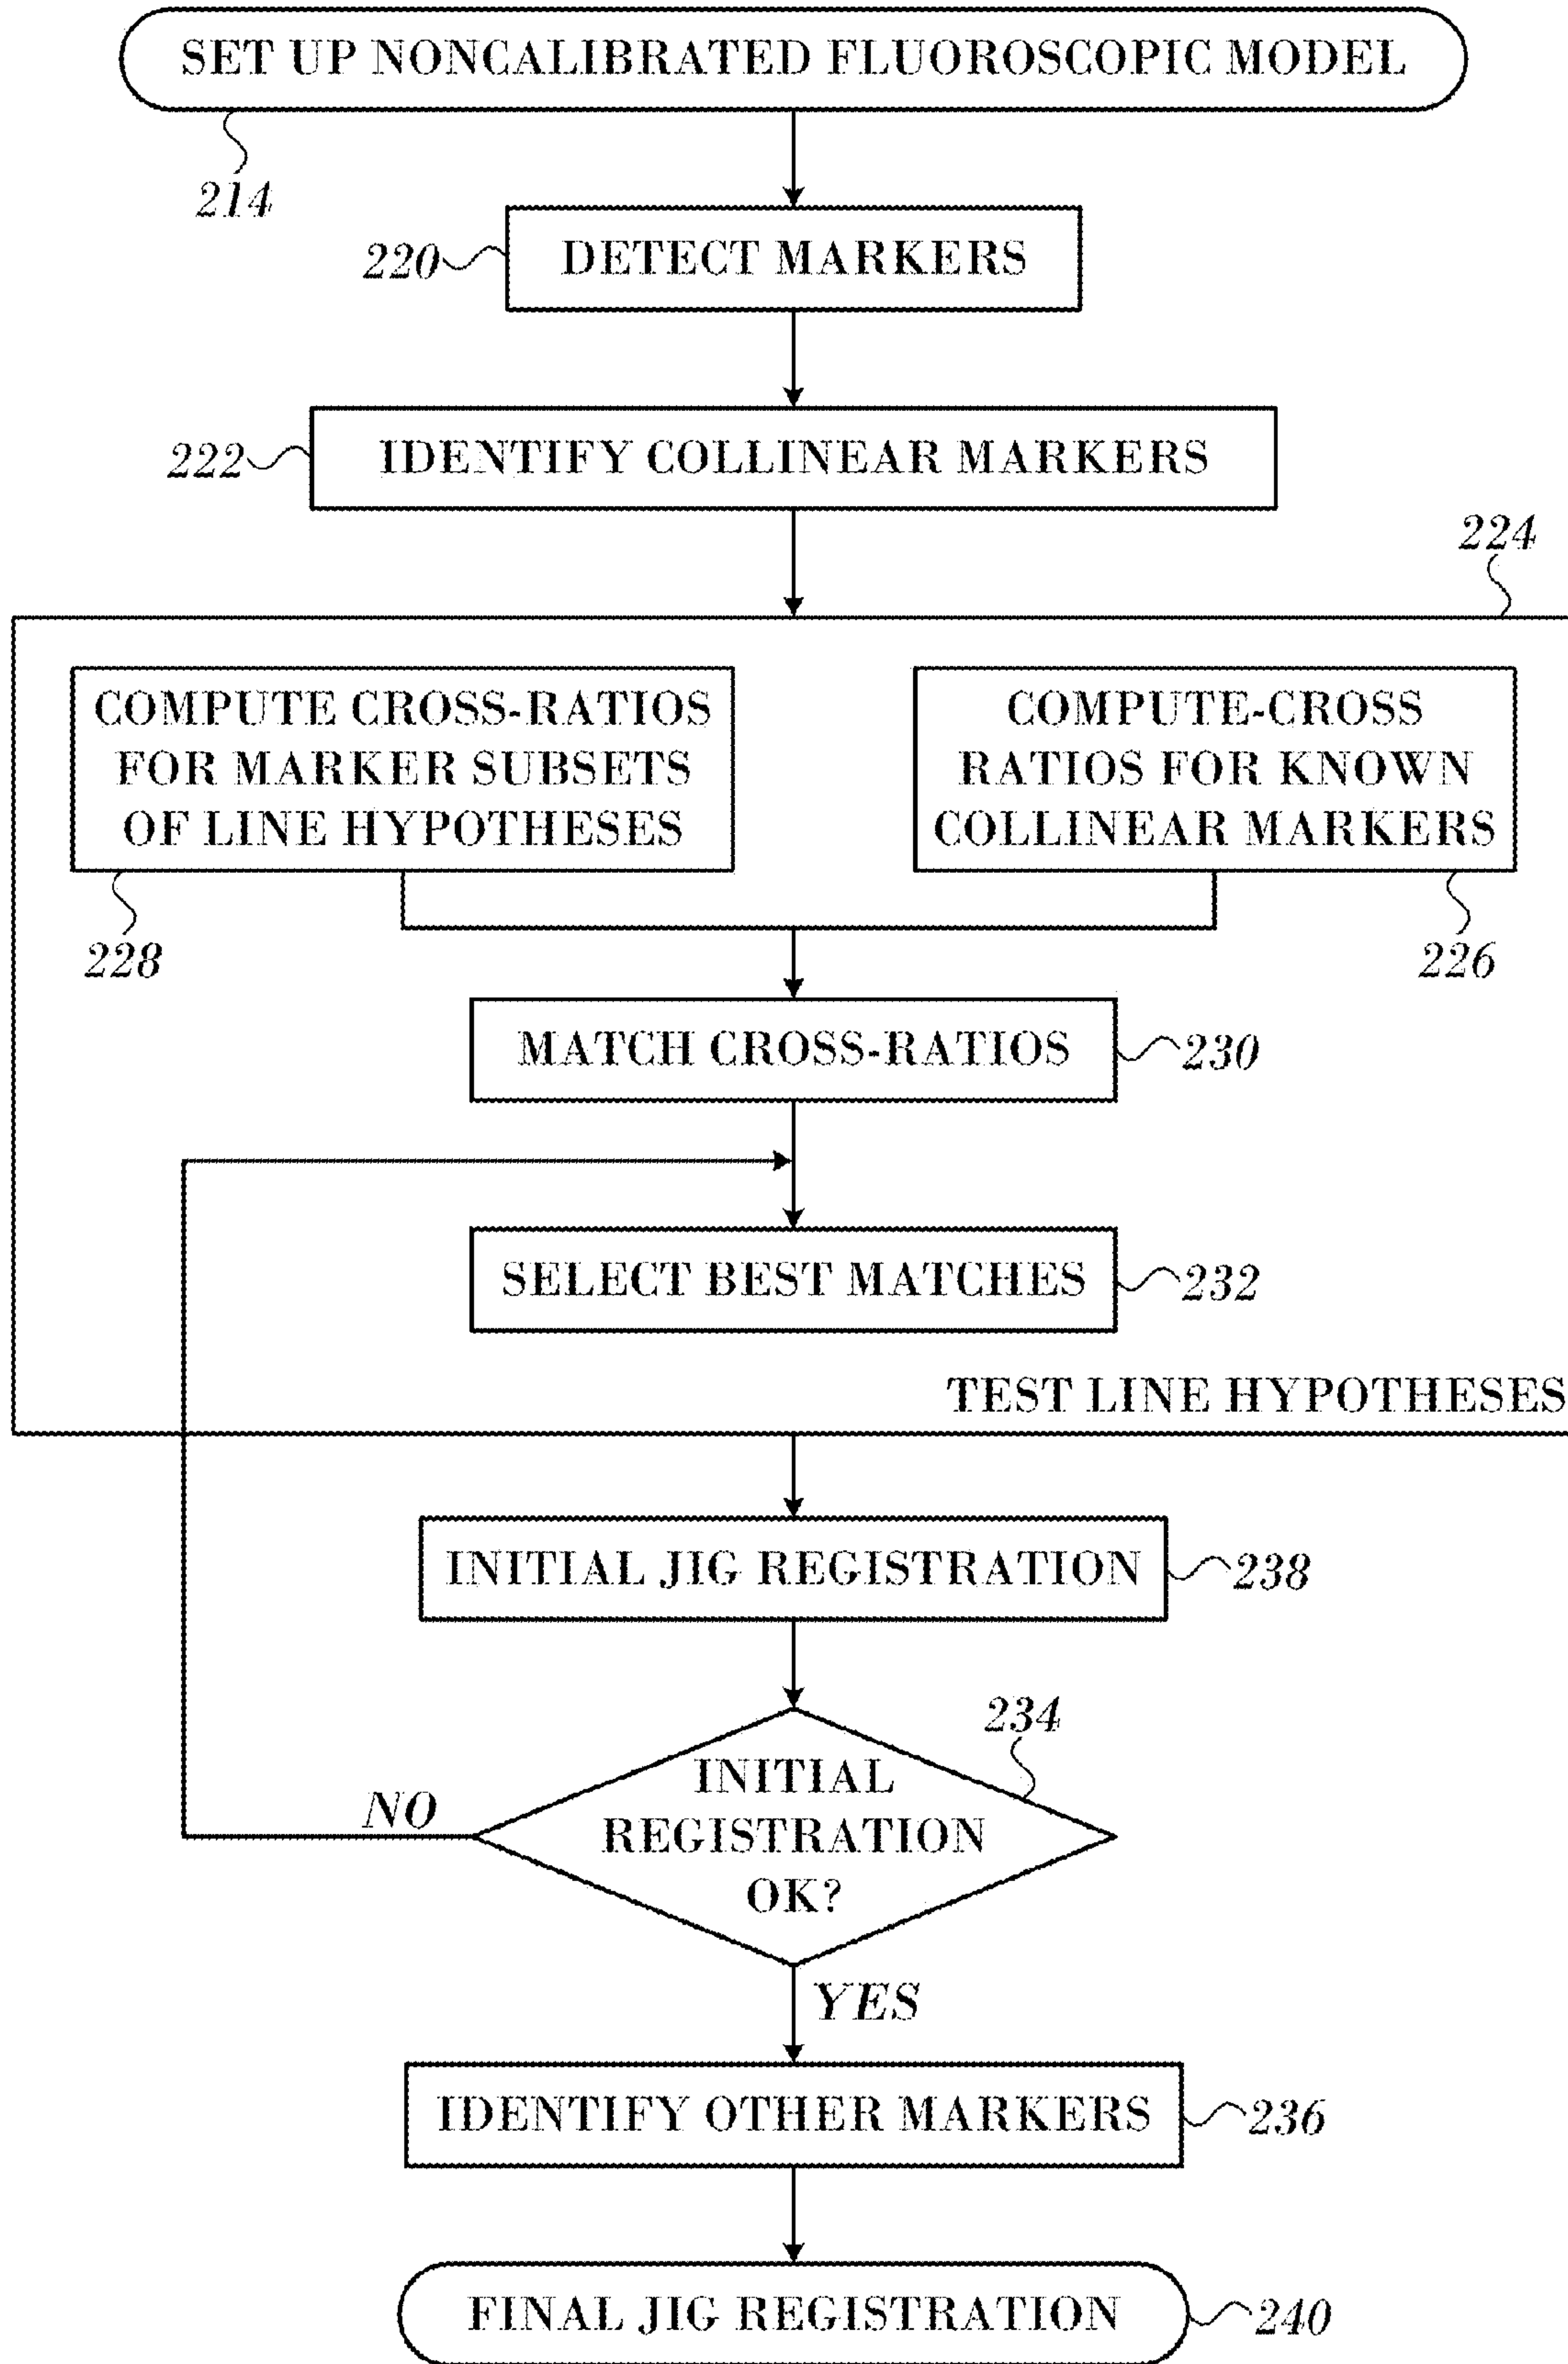 SET UP NONCALIBRATED FLUOROSCOPIC MODEL
214
220
DETECT MARKERS
222
IDENTIFY COLLINEAR MARKERS
224
COMPUTE CROSS-RATIOS
FOR MARKER SUBSETS
OF LINE HYPOTHESES
228
COMPUTE-CROSS
RATIOS FOR KNOWN
COLLINEAR MARKERS
226
MATCH CROSS-RATIOS
230
SELECT BEST MATCHES
232
TEST LINE HYPOTHESES
INITIAL JIG REGISTRATION
238
234
INITIAL
REGISTRATION
OK?
NO
YES
IDENTIFY OTHER MARKERS
236
FINAL JIG REGISTRATION
240